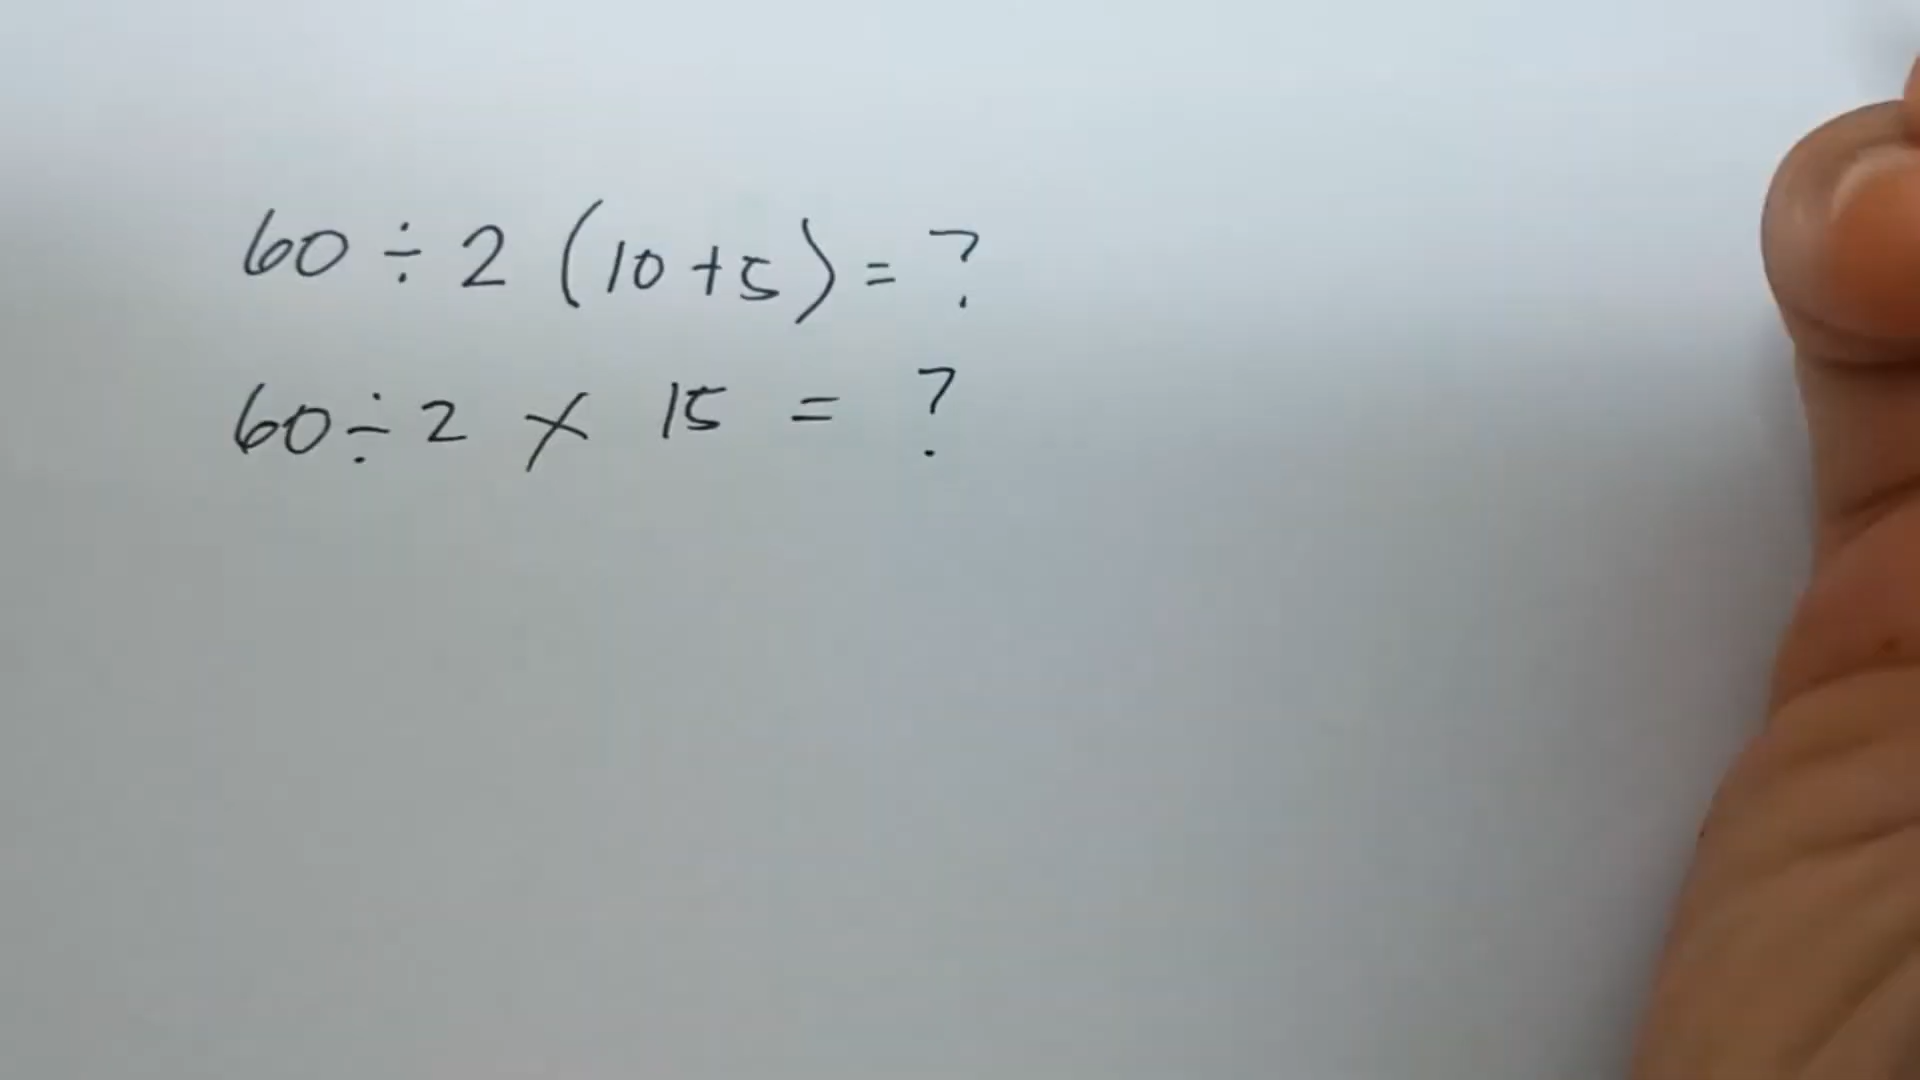 60 ÷ 2 (10 + 5) = ?
60 ÷ 2 × 15 = ?